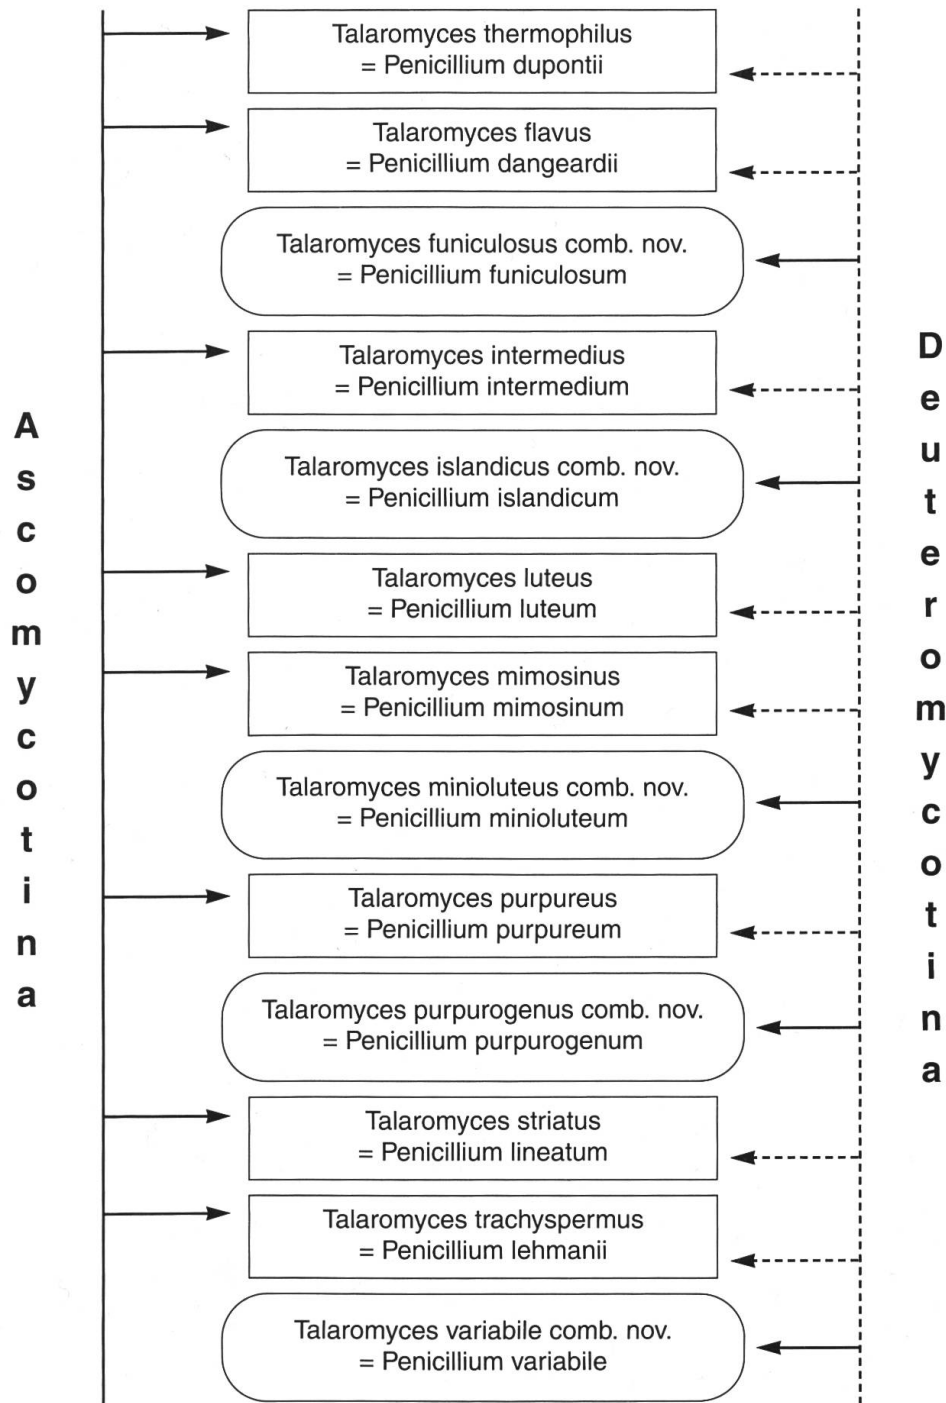 Talaromyces thermophilus
= Penicillium dupontii
Talaromyces flavus
= Penicillium dangeardii
Talaromyces funiculosus comb. nov.
= Penicillium funiculosum
Talaromyces intermedius
= Penicillium intermedium
Talaromyces islandicus comb. nov.
= Penicillium islandicum
Talaromyces luteus
= Penicillium luteum
Talaromyces mimosinus
= Penicillium mimosinum
Talaromyces minioluteus comb. nov.
= Penicillium minioluteum
Talaromyces purpureus
= Penicillium purpureum
Talaromyces purpurogenus comb. nov.
= Penicillium purpurogenum
Talaromyces striatus
= Penicillium lineatum
Talaromyces trachyspermus
= Penicillium lehmanii
Talaromyces variabile comb. nov.
= Penicillium variabile
Ascomycotina
Deuteromycotina